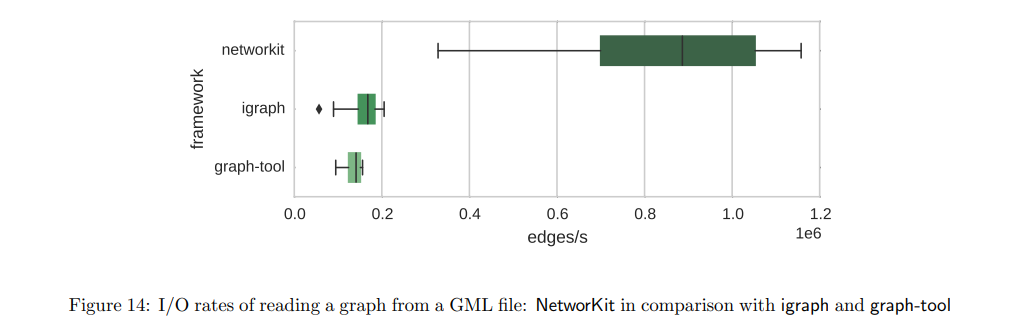 networkit
igraph
graph-tool
framework
0.0 0.2 0.4 0.6 0.8 1.0 1.2
1e6
edges/s
Figure 14: I/O rates of reading a graph from a GML file: NetworKit in comparison with igraph and graph-tool